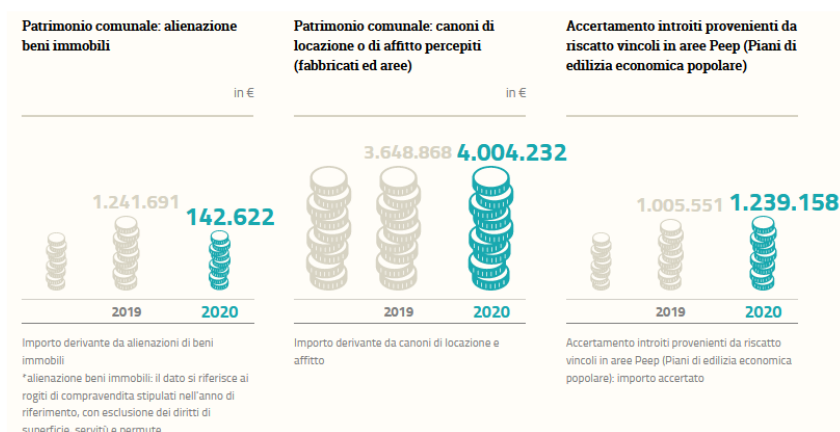 Patrimonio comunale: alienazione
beni immobili
in €
1.241.691
142.622
2019
2020
Importo derivante da alienazioni di beni
immobili
*alienazione beni immobili: il dato si riferisce ai
rogiti di compravendita stipulati nell'anno di
riferimento, con esclusione dei diritti di
superficie, servitù e permute
Patrimonio comunale: canoni di
locazione o di affitto percepiti
(fabbricati ed aree)
in €
3.648.868
4.004.232
2019
2020
Importo derivante da canoni di locazione e
affitto
Accertamento introiti provenienti da
riscatto vincoli in aree Peep (Piani di
edilizia economica popolare)
1.005.551
1.239.158
2019
2020
Accertamento introiti provenienti da riscatto
vincoli in aree Peep (Piani di edilizia economica
popolare): importo accertato